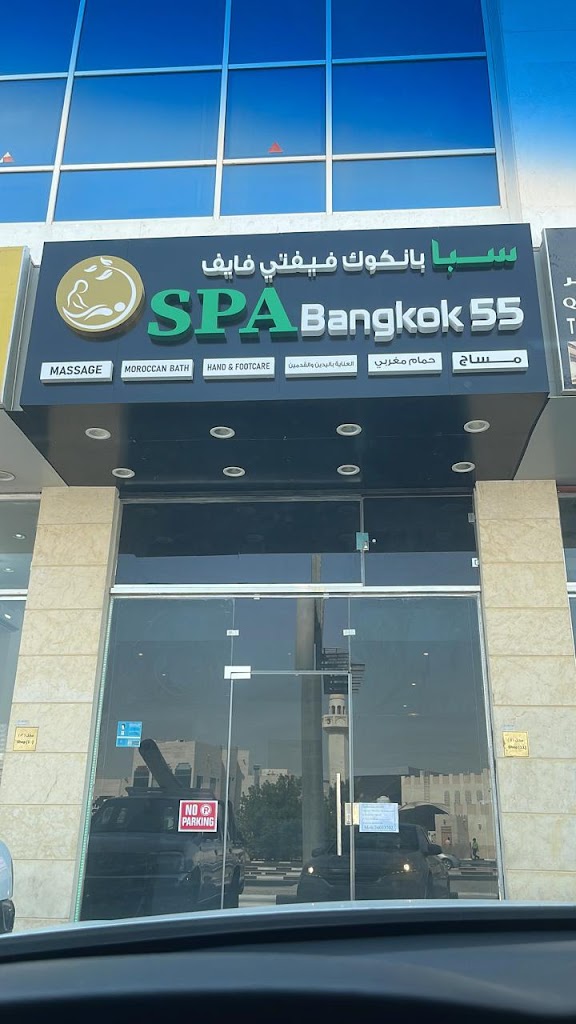 سبا بانكوك فيفتي فايف
SPA Bangkok 55
MASSAGE
MOROCCAN BATH
HAND & FOOTCARE
العناية باليدين والقدمين
حمام مغربي
مساج
NO P
PARKING